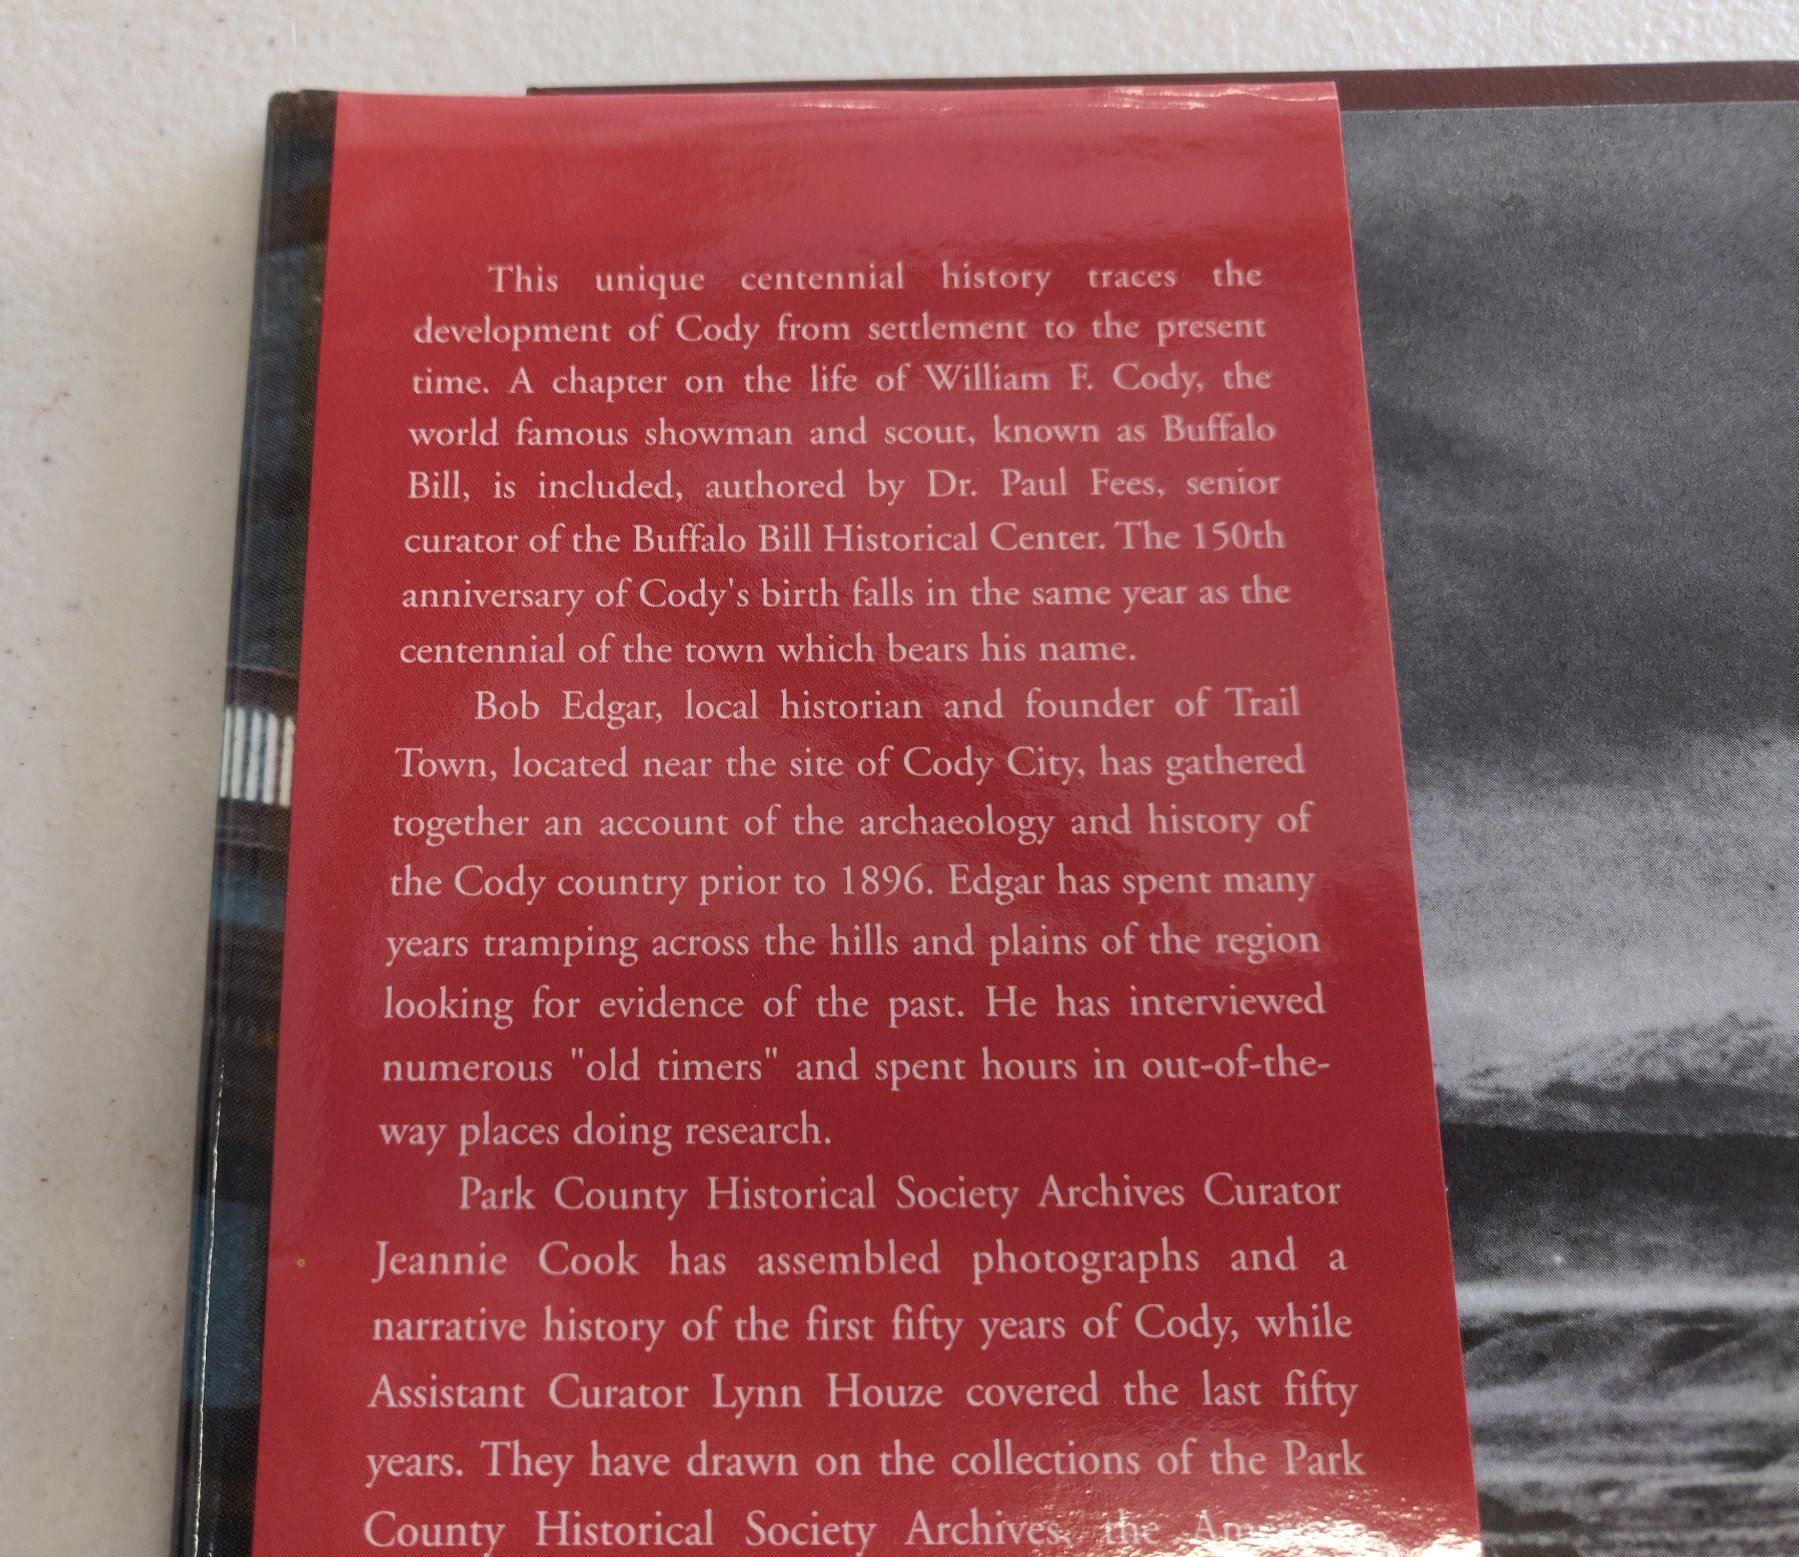 This unique centennial history traces the
development of Cody from settlement to the present
time. A chapter on the life of William F. Cody, the
world famous showman and scout, known as Buffalo
Bill, is included, authored by Dr. Paul Fees, senior
curator of the Buffalo Bill Historical Center. The 150th
anniversary of Cody's birth falls in the same year as the
centennial of the town which bears his name.
Bob Edgar, local historian and founder of Trail
Town, located near the site of Cody City, has gathered
together an account of the archaeology and history of
the Cody country prior to 1896. Edgar has spent many
years tramping across the hills and plains of the region
looking for evidence of the past. He has interviewed
numerous "old timers" and spent hours in out-of-the-
way places doing research.
Park County Historical Society Archives Curator
Jeannie Cook has assembled photographs and a
narrative history of the first fifty years of Cody, while
Assistant Curator Lynn Houze covered the last fifty
years. They have drawn on the collections of the Park
County Historical Society Archives, the